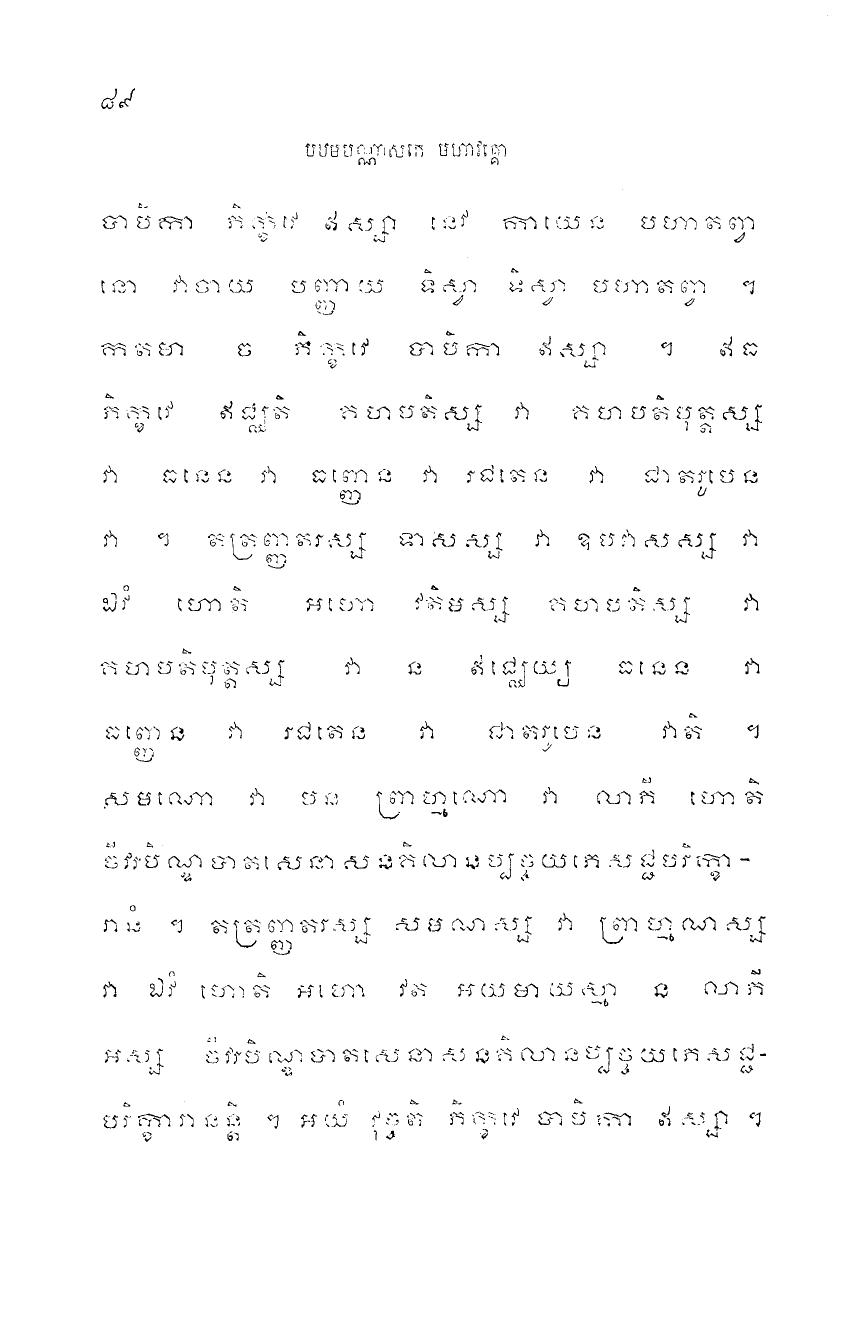 ៨៩
បឋមបណ្ណាសកេ មហាវគ្គោ
បាបិកា ភិក្ខវេ ឥស្សា នេវ កាយេន បហាតព្វា
នោ វាចាយ បញ្ញាយ ទិស្វា ទិស្វា បហាតព្វា ។
កតមា ច ភិក្ខវេ បាបិកា ឥស្សា ។ ឥធ
ភិក្ខវេ ឥជ្ឈតិ គហបតិស្ស វា គហបតិបុត្តស្ស
វា ធនេន វា ធញ្ញេន វា រជតេន វា ជាតរូបេន
វា ។ តត្រញ្ញតរស្ស ទាសស្ស វា ឧបវាសស្ស វា
ឯវំ ហោតិ អហោ វតិមស្ស គហបតិស្ស វា
គហបតិបុត្តស្ស វា ន ឥជ្ឈេយ្យ ធនេន វា
ធញ្ញេន វា រជតេន វា ជាតរូបេន វាតិ ។
សមណោ វា បន ព្រាហ្មណោ វា លាភី ហោតិ
ចីវរបិណ្ឌបាតសេនាសនគិលានប្បច្ចយភេសជ្ជបរិក្ខា-
រានំ ។ តត្រញ្ញតរស្ស សមណស្ស វា ព្រាហ្មណស្ស
វា ឯវំ ហោតិ អហោ វត អយមាយស្មា ន លាភី
អស្ស ចីវរបិណ្ឌបាតសេនាសនគិលានប្បច្ចយភេសជ្ជ-
បរិក្ខារានន្តិ ។ អយំ វុច្ចតិ ភិក្ខវេ បាបិកា ឥស្សា ។